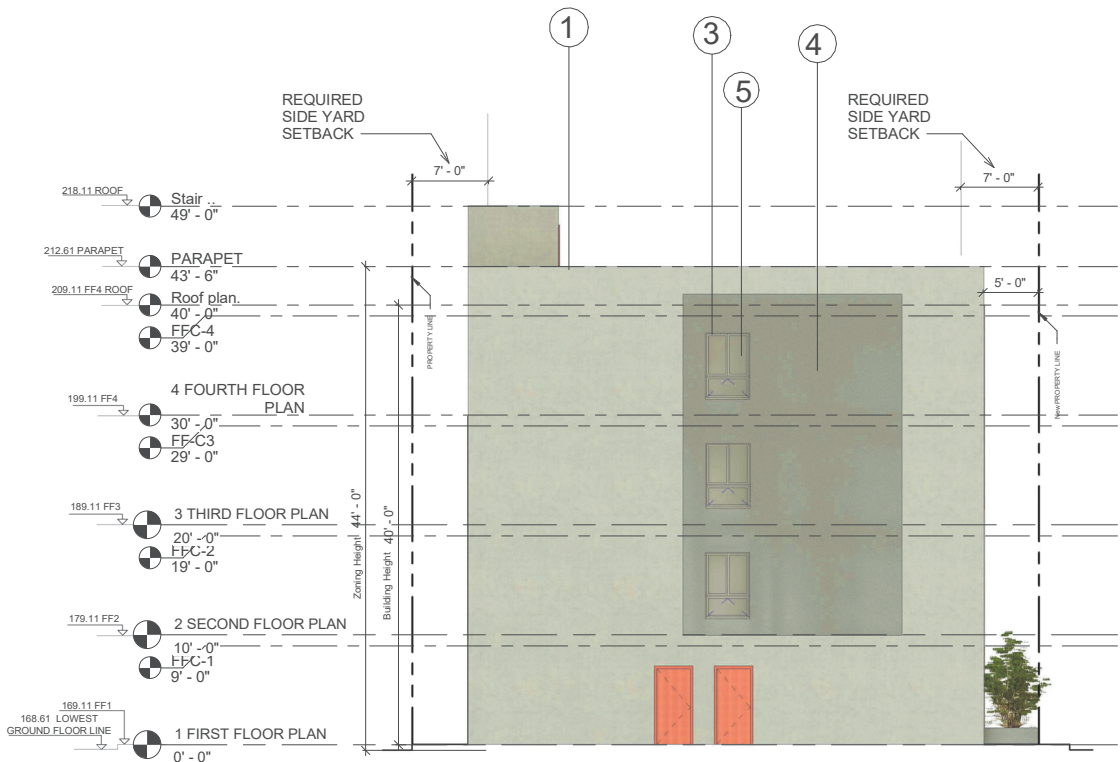 1
3
4
5
REQUIRED
SIDE YARD
SETBACK
7' - 0"
REQUIRED
SIDE YARD
SETBACK
7' - 0"
218.11 ROOF
Stair ..
49' - 0"
212.61 PARAPET
PARAPET
43' - 6"
209.11 FF4 ROOF
Roof plan.
40' - 0"
FFC-4
39' - 0"
5' - 0"
PROPERTY LINE
New PROPERTY LINE
4 FOURTH FLOOR
PLAN
199.11 FF4
30' - 0"
FF-C3
29' - 0"
189.11 FF3
3 THIRD FLOOR PLAN
20' - 0"
FFC-2
19' - 0"
Zoning Height 44' - 0"
Building Height 40' - 0"
179.11 FF2
2 SECOND FLOOR PLAN
10' - 0"
FFC-1
9' - 0"
169.11 FF1
168.61 LOWEST
GROUND FLOOR LINE
1 FIRST FLOOR PLAN
0' - 0"